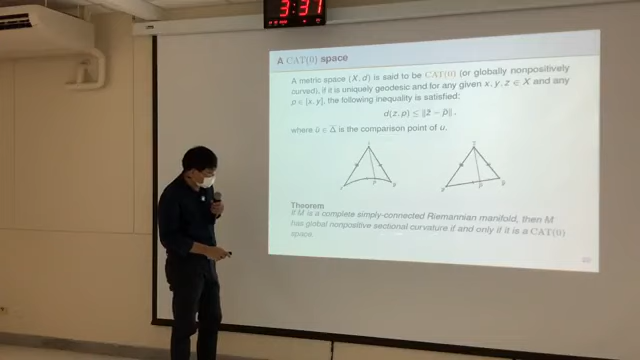 3:37
A CAT(0) space
A metric space (X, d) is said to be CAT(0) (or globally nonpositively
curved), if it is uniquely geodesic and for any given x, y, z ∈ X and any
p ∈ [x, y], the following inequality is satisfied:
d(z, p) ≤ ‖z̄ − p̄‖ ,
where ū ∈ Δ̄ is the comparison point of u.
Theorem
If M is a complete simply-connected Riemannian manifold, then M
has global nonpositive sectional curvature if and only if it is a CAT(0)
space.